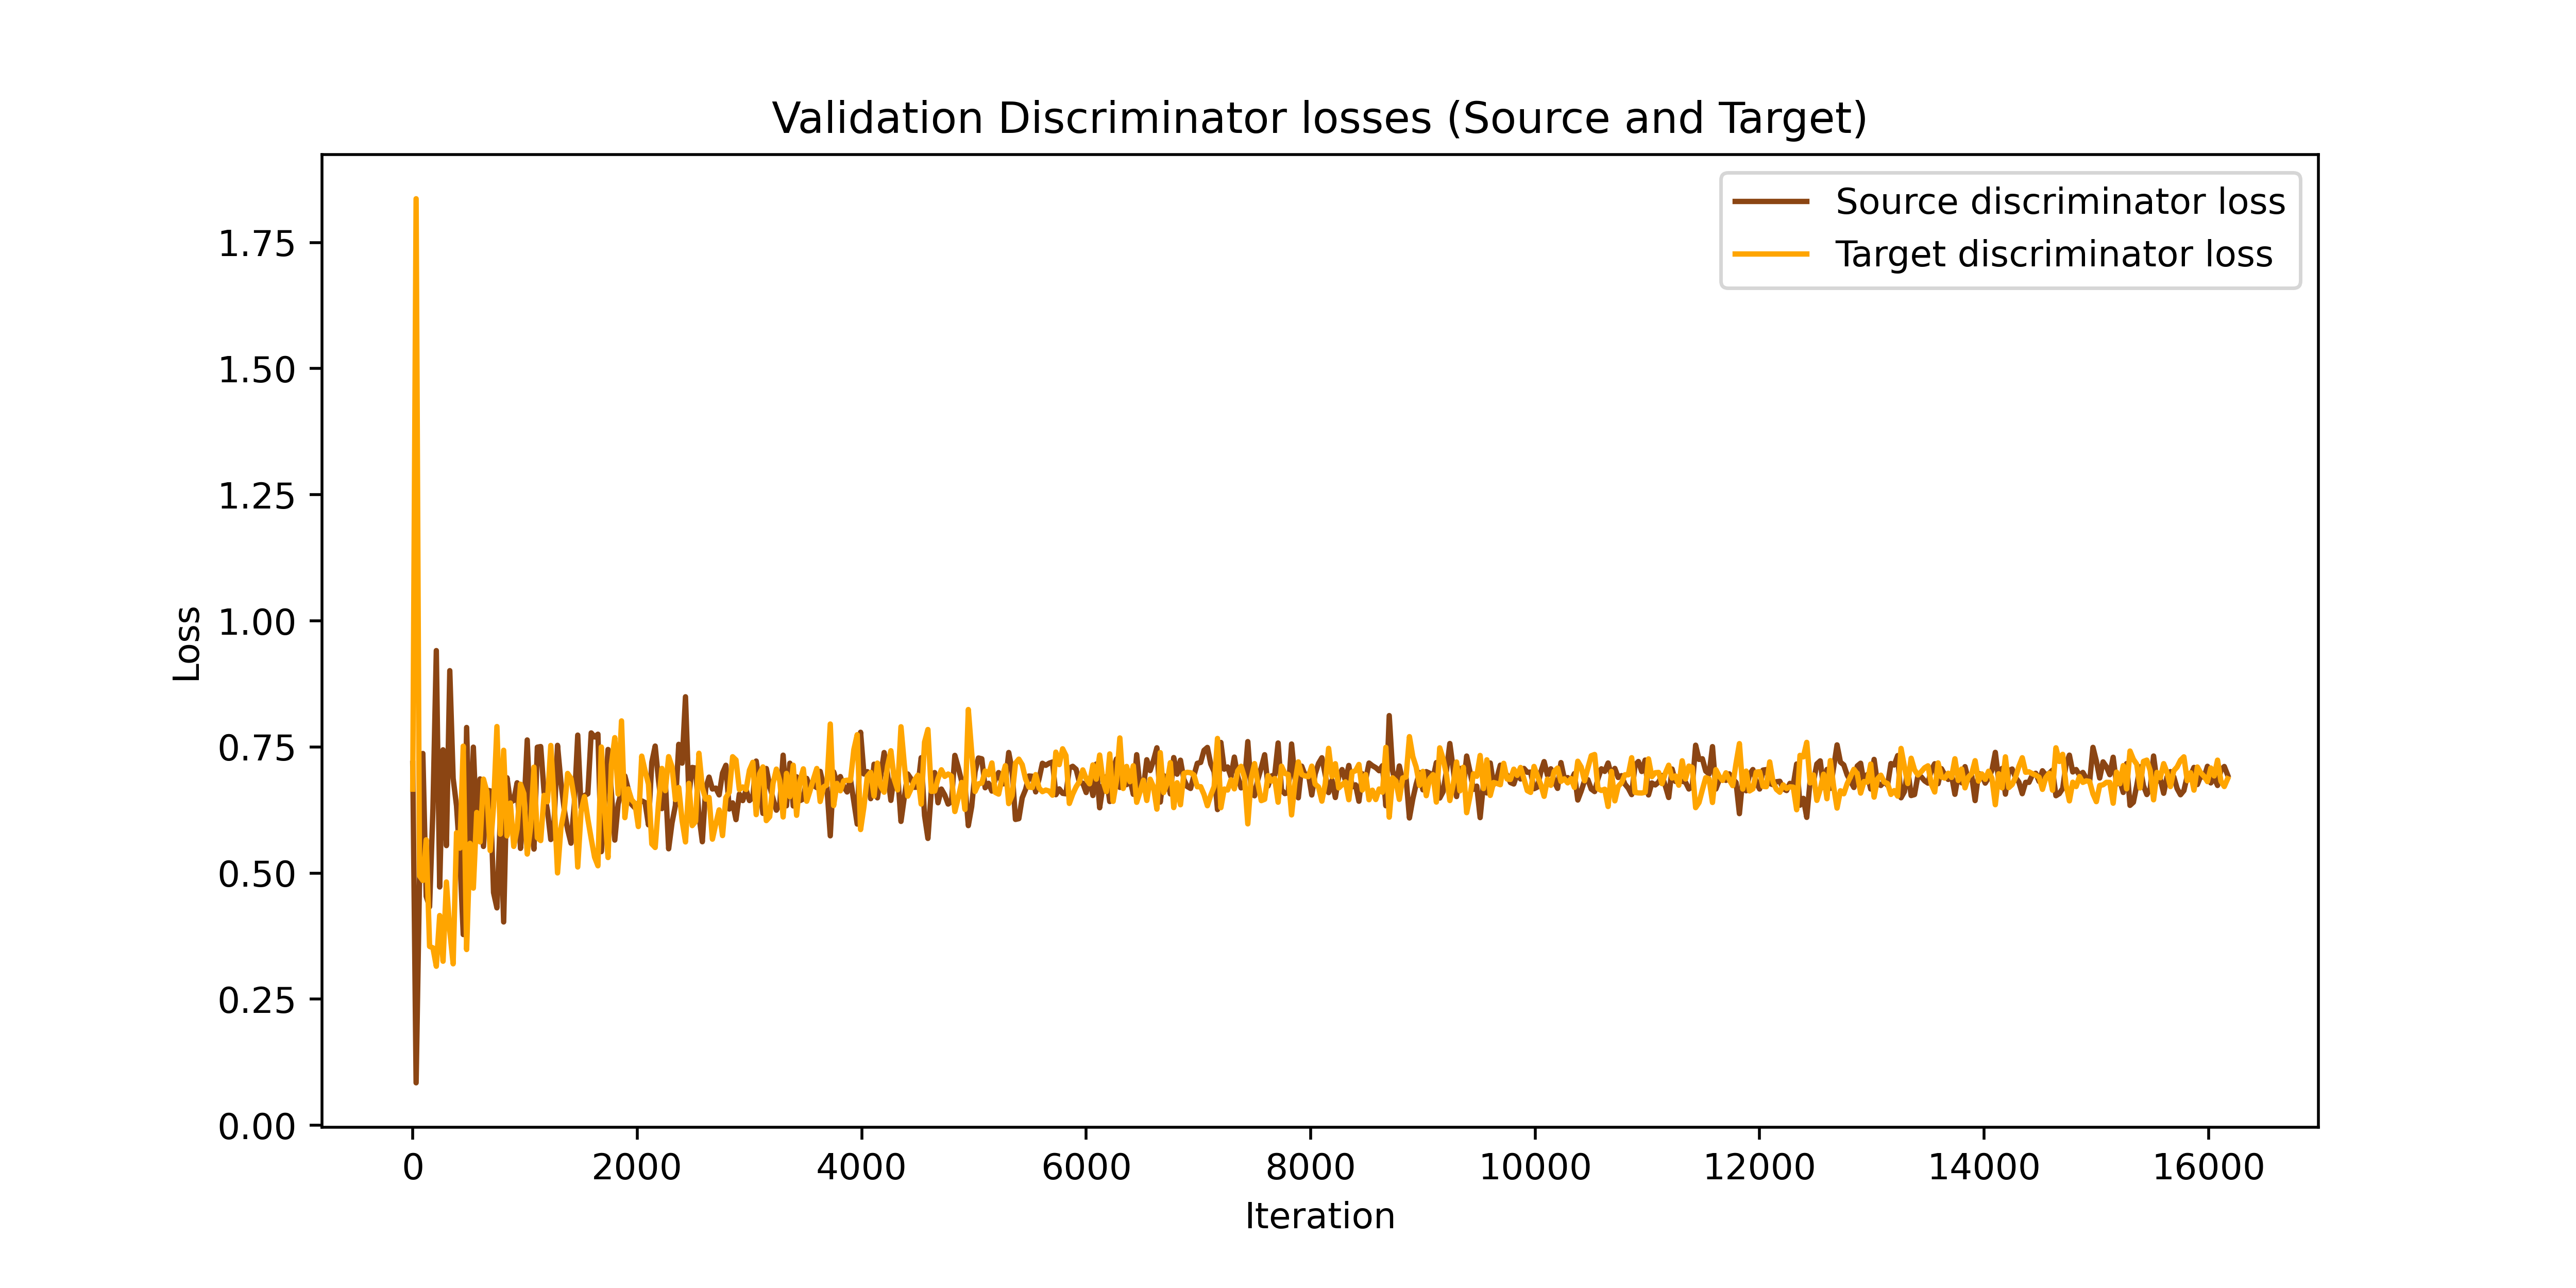 Validation Discriminator losses (Source and Target)
Source discriminator loss
Target discriminator loss
1.75
1.50
1.25
1.00
0.75
0.50
0.25
0.00
Loss
0 2000 4000 6000 8000 10000 12000 14000 16000
Iteration